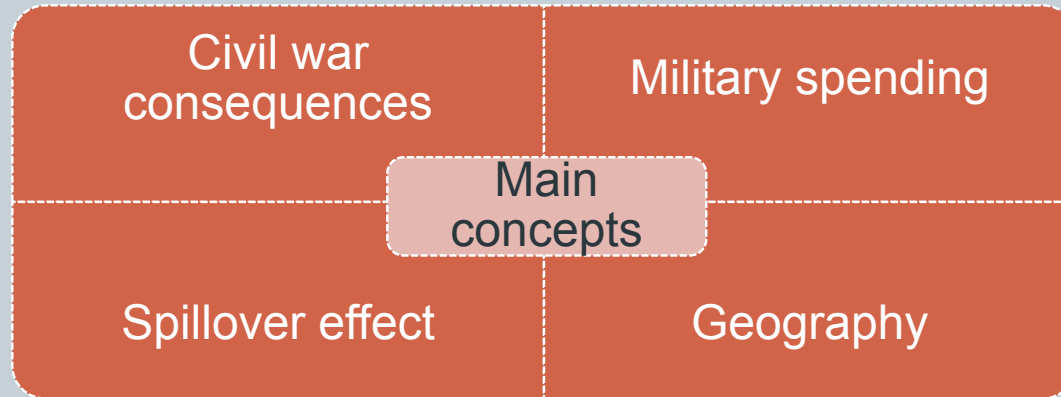 Civil war
consequences
Military spending
Main
concepts
Spillover effect
Geography